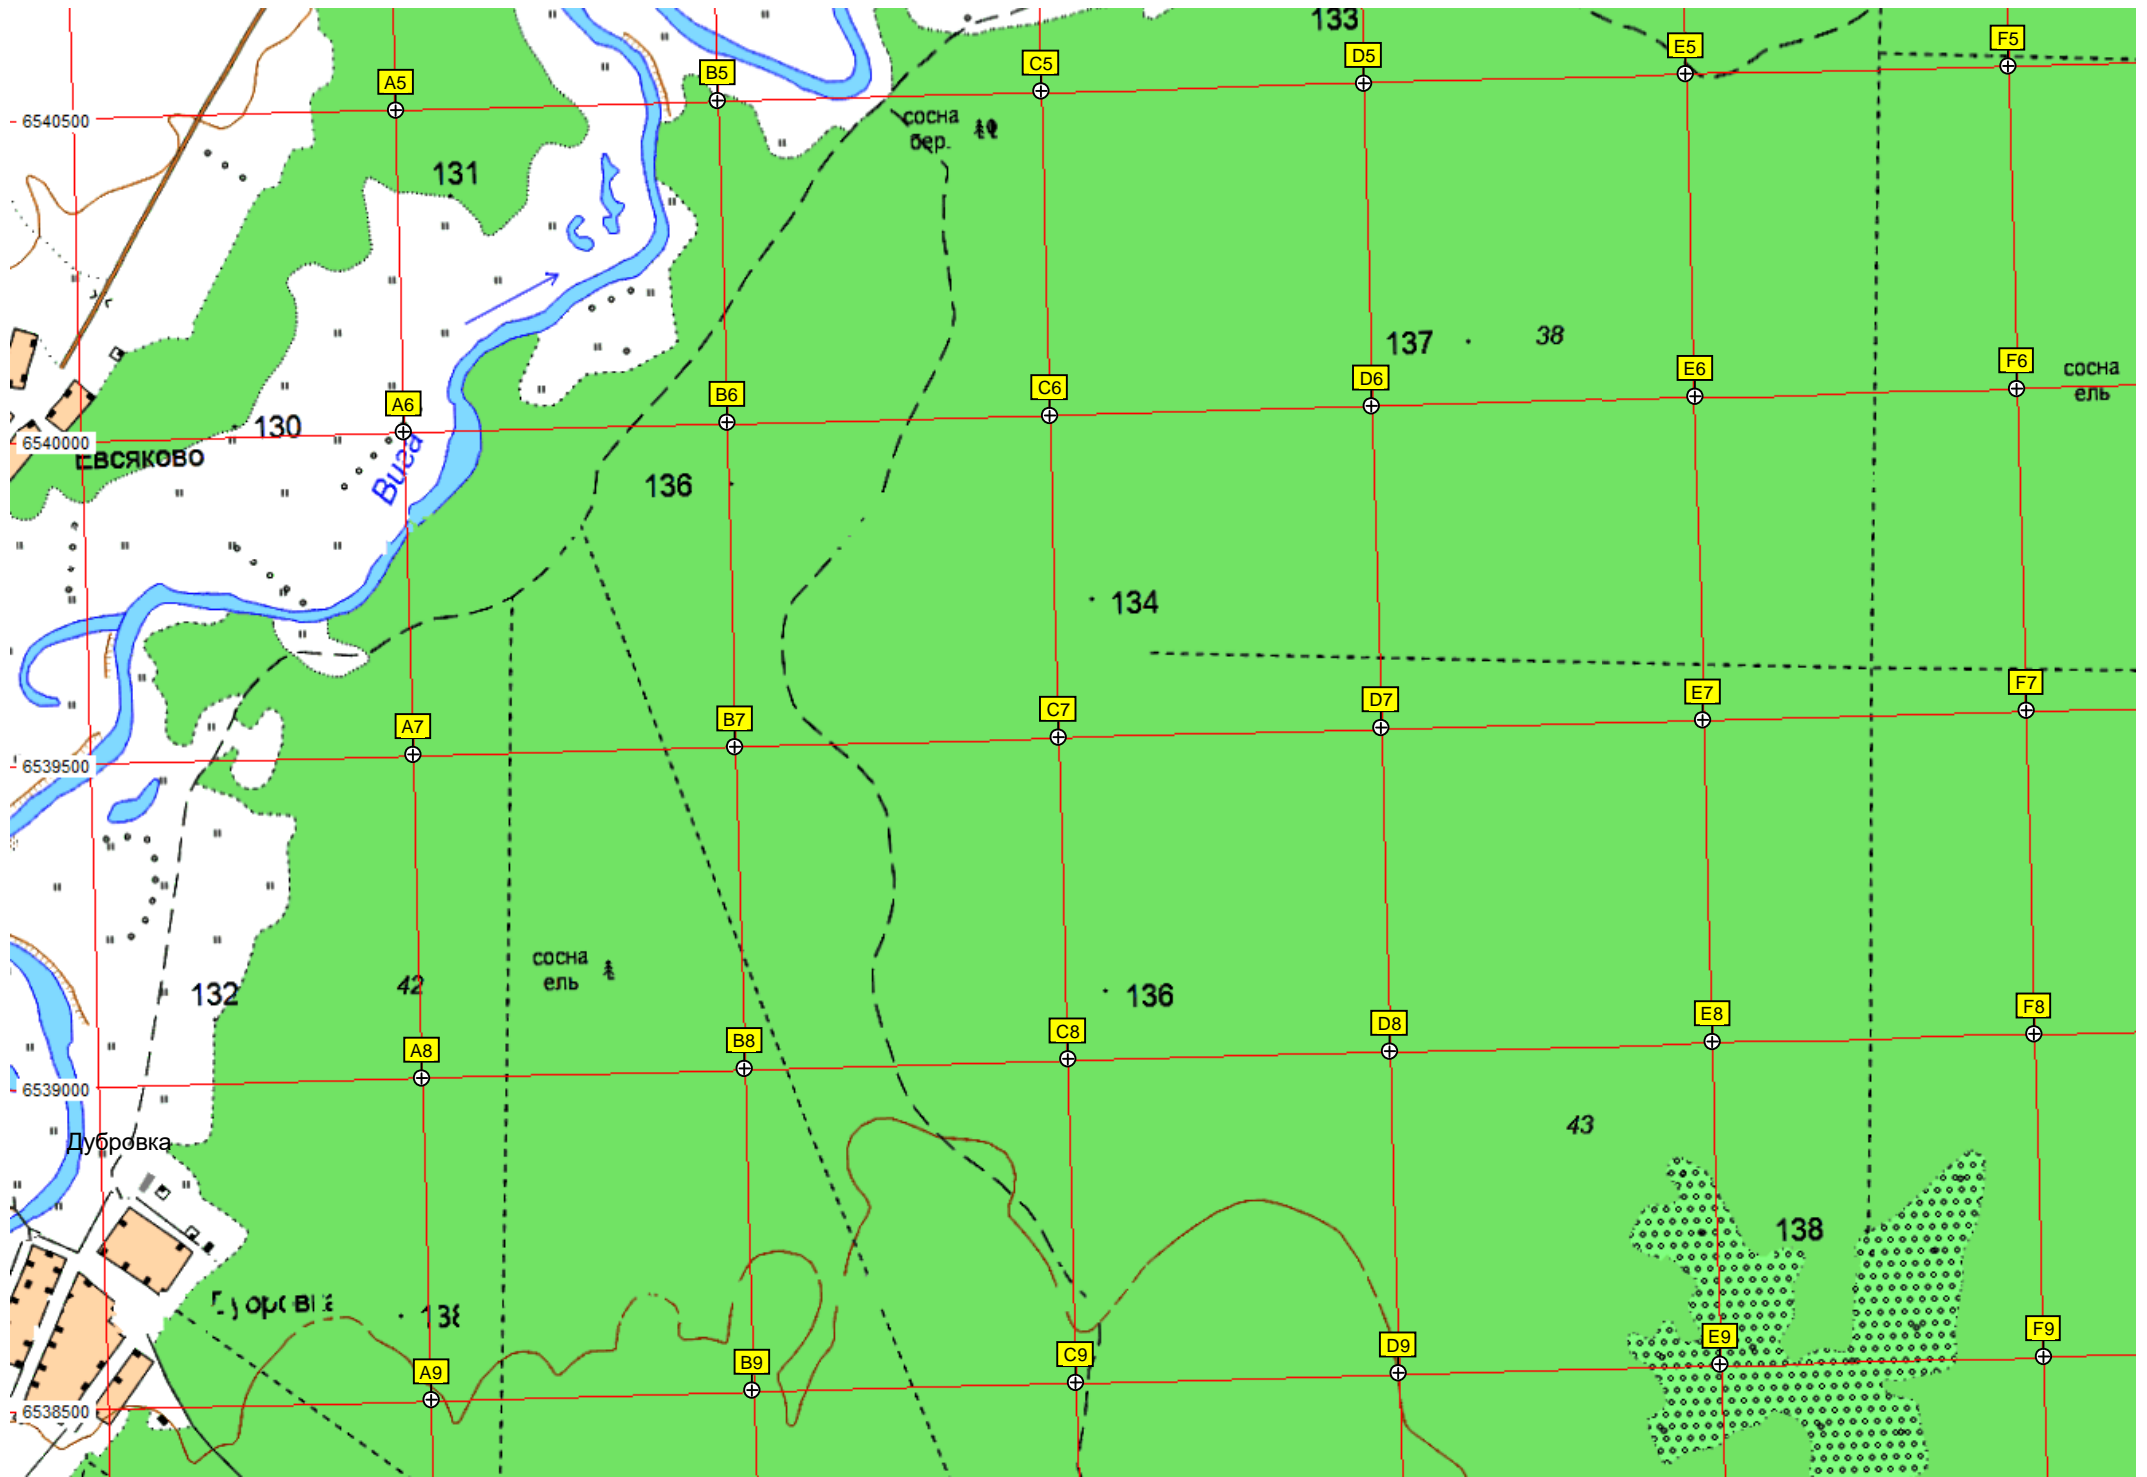 133
F5
E5
D5
C5
B5
A5
6540500
сосна
бер.
131
137
38
F6
сосна
ель
E6
D6
C6
B6
A6
130
6540000
Евсяково
Вига
136
134
F7
E7
D7
C7
B7
A7
6539500
сосна
ель
42
132
136
F8
E8
D8
C8
B8
A8
6539000
43
Дубровка
138
F9
E9
D9
C9
B9
A9
6538500